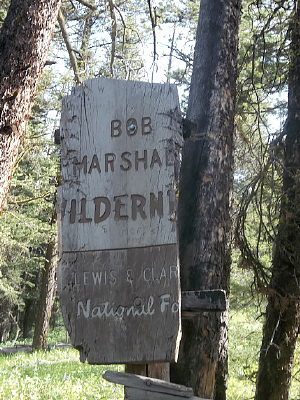 BOB
MARSHAL
WILDERN
LEWIS & CLAR
National Fo